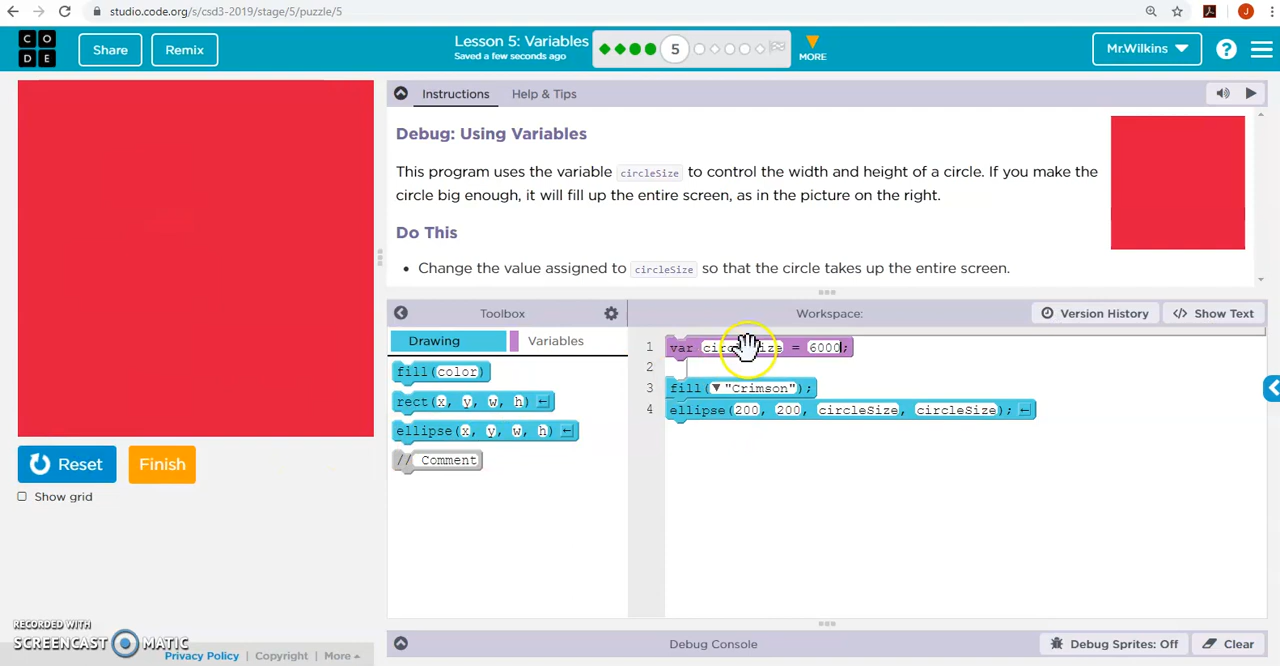 studio.code.org/s/csd3-2019/stage/5/puzzle/5
J
CO
DE
Share
Remix
Lesson 5: Variables
Saved a few seconds ago
5
MORE
Mr.Wilkins
?
Instructions
Help & Tips
Debug: Using Variables
This program uses the variable circleSize to control the width and height of a circle. If you make the
circle big enough, it will fill up the entire screen, as in the picture on the right.
Do This
• Change the value assigned to circleSize so that the circle takes up the entire screen.
Toolbox
Workspace:
Version History
</> Show Text
Drawing
Variables
fill(color)
rect(x, y, w, h)
ellipse(x, y, w, h)
// Comment
1 var circleSize = 6000;
2
3 fill("Crimson");
4 ellipse(200, 200, circleSize, circleSize);
Reset
Finish
Show grid
RECORDED WITH
SCREENCAST MATIC
Privacy Policy | Copyright | More
Debug Console
Debug Sprites: Off
Clear